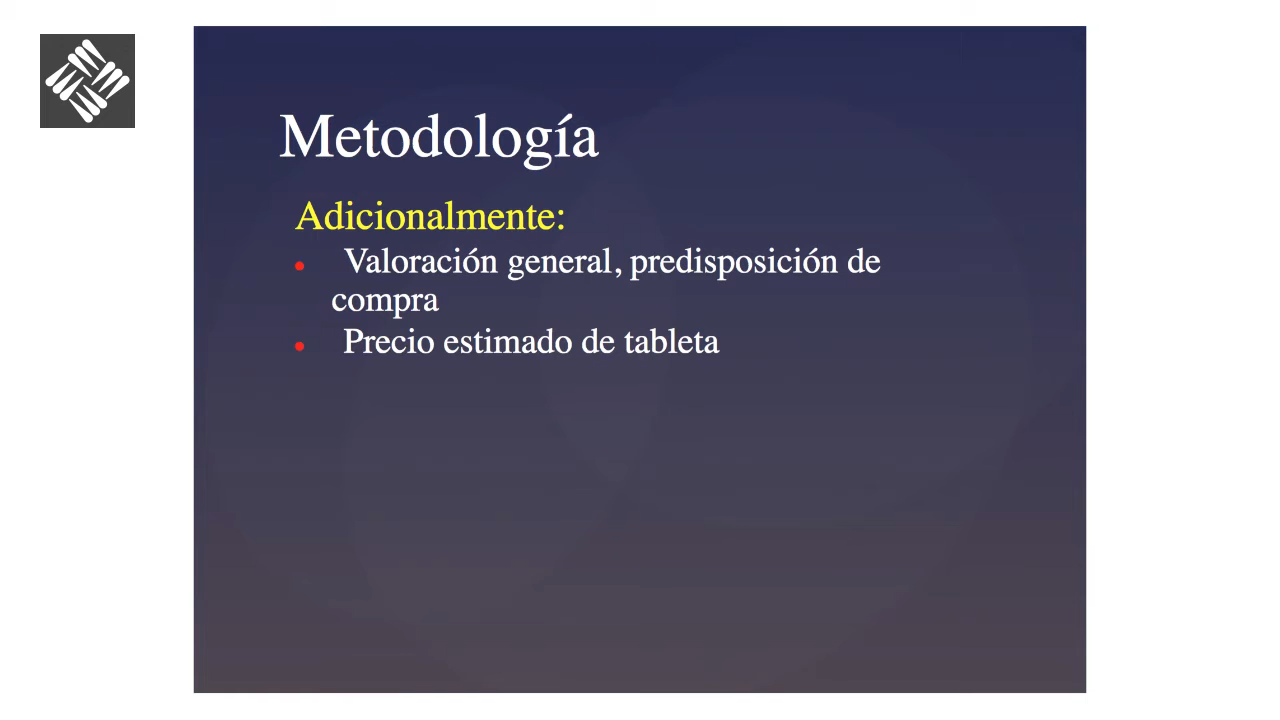 Metodología
Adicionalmente:
• Valoración general, predisposición de
compra
• Precio estimado de tableta